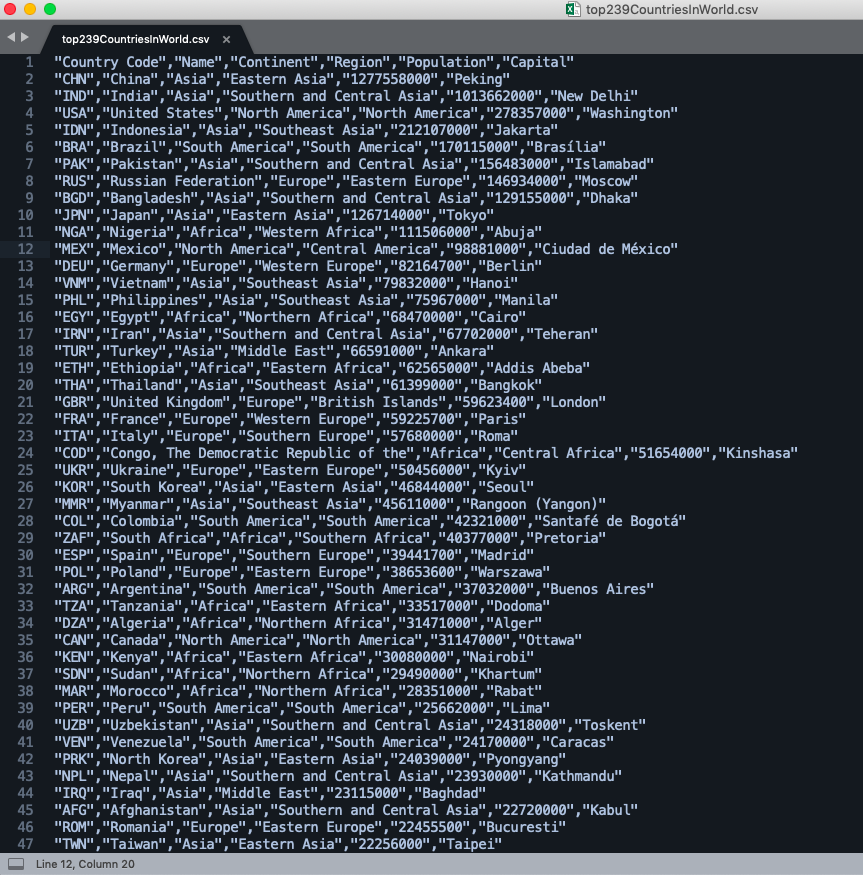 top239CountriesInWorld.csv
top239CountriesInWorld.csv ×
1 "Country Code","Name","Continent","Region","Population","Capital"
2 "CHN","China","Asia","Eastern Asia","1277558000","Peking"
3 "IND","India","Asia","Southern and Central Asia","1013662000","New Delhi"
4 "USA","United States","North America","North America","278357000","Washington"
5 "IDN","Indonesia","Asia","Southeast Asia","212107000","Jakarta"
6 "BRA","Brazil","South America","South America","170115000","Brasília"
7 "PAK","Pakistan","Asia","Southern and Central Asia","156483000","Islamabad"
8 "RUS","Russian Federation","Europe","Eastern Europe","146934000","Moscow"
9 "BGD","Bangladesh","Asia","Southern and Central Asia","129155000","Dhaka"
10 "JPN","Japan","Asia","Eastern Asia","126714000","Tokyo"
11 "NGA","Nigeria","Africa","Western Africa","111506000","Abuja"
12 "MEX","Mexico","North America","Central America","98881000","Ciudad de México"
13 "DEU","Germany","Europe","Western Europe","82164700","Berlin"
14 "VNM","Vietnam","Asia","Southeast Asia","79832000","Hanoi"
15 "PHL","Philippines","Asia","Southeast Asia","75967000","Manila"
16 "EGY","Egypt","Africa","Northern Africa","68470000","Cairo"
17 "IRN","Iran","Asia","Southern and Central Asia","67702000","Teheran"
18 "TUR","Turkey","Asia","Middle East","66591000","Ankara"
19 "ETH","Ethiopia","Africa","Eastern Africa","62565000","Addis Abeba"
20 "THA","Thailand","Asia","Southeast Asia","61399000","Bangkok"
21 "GBR","United Kingdom","Europe","British Islands","59623400","London"
22 "FRA","France","Europe","Western Europe","59225700","Paris"
23 "ITA","Italy","Europe","Southern Europe","57680000","Roma"
24 "COD","Congo, The Democratic Republic of the","Africa","Central Africa","51654000","Kinshasa"
25 "UKR","Ukraine","Europe","Eastern Europe","50456000","Kyiv"
26 "KOR","South Korea","Asia","Eastern Asia","46844000","Seoul"
27 "MMR","Myanmar","Asia","Southeast Asia","45611000","Rangoon (Yangon)"
28 "COL","Colombia","South America","South America","42321000","Santafé de Bogotá"
29 "ZAF","South Africa","Africa","Southern Africa","40377000","Pretoria"
30 "ESP","Spain","Europe","Southern Europe","39441700","Madrid"
31 "POL","Poland","Europe","Eastern Europe","38653600","Warszawa"
32 "ARG","Argentina","South America","South America","37032000","Buenos Aires"
33 "TZA","Tanzania","Africa","Eastern Africa","33517000","Dodoma"
34 "DZA","Algeria","Africa","Northern Africa","31471000","Alger"
35 "CAN","Canada","North America","North America","31147000","Ottawa"
36 "KEN","Kenya","Africa","Eastern Africa","30080000","Nairobi"
37 "SDN","Sudan","Africa","Northern Africa","29490000","Khartum"
38 "MAR","Morocco","Africa","Northern Africa","28351000","Rabat"
39 "PER","Peru","South America","South America","25662000","Lima"
40 "UZB","Uzbekistan","Asia","Southern and Central Asia","24318000","Toskent"
41 "VEN","Venezuela","South America","South America","24170000","Caracas"
42 "PRK","North Korea","Asia","Eastern Asia","24039000","Pyongyang"
43 "NPL","Nepal","Asia","Southern and Central Asia","23930000","Kathmandu"
44 "IRQ","Iraq","Asia","Middle East","23115000","Baghdad"
45 "AFG","Afghanistan","Asia","Southern and Central Asia","22720000","Kabul"
46 "ROM","Romania","Europe","Eastern Europe","22455500","Bucuresti"
47 "TWN","Taiwan","Asia","Eastern Asia","22256000","Taipei"
Line 12, Column 20